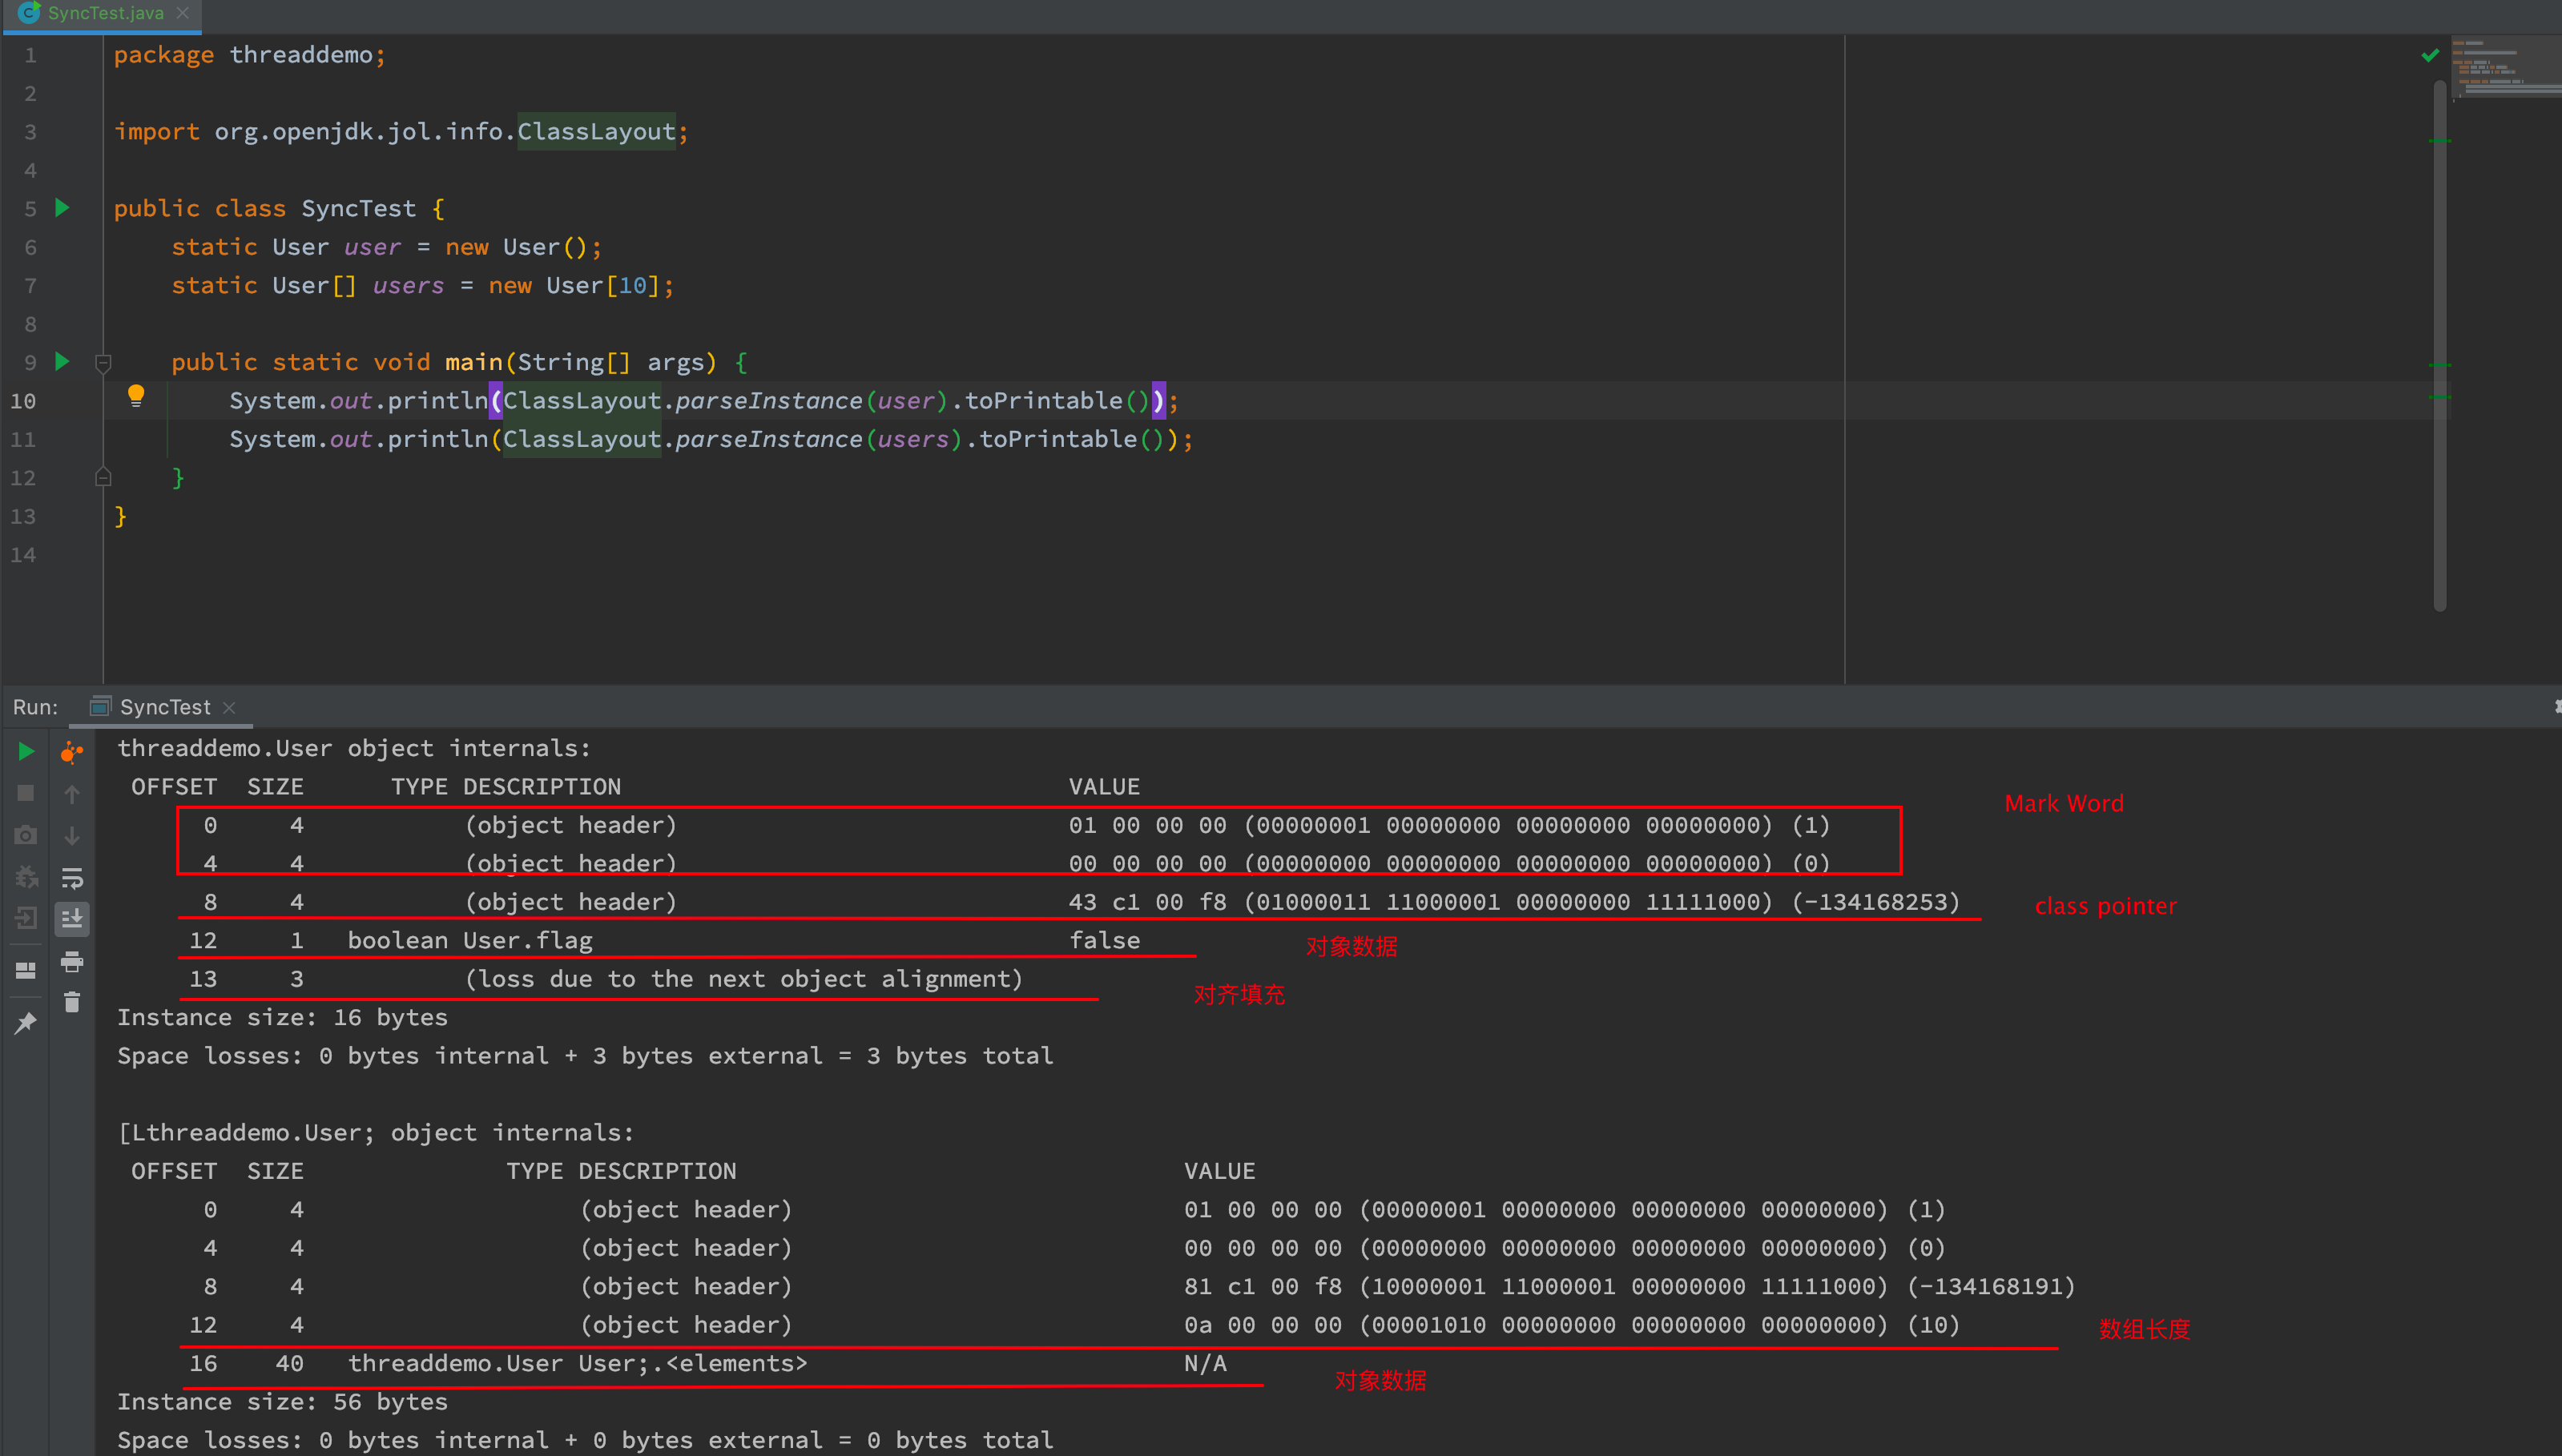 SyncTest.java
1 package threaddemo;
2
3 import org.openjdk.jol.info.ClassLayout;
4
5 public class SyncTest {
6 static User user = new User();
7 static User[] users = new User[10];
8
9 public static void main(String[] args) {
10 System.out.println(ClassLayout.parseInstance(user).toPrintable());
11 System.out.println(ClassLayout.parseInstance(users).toPrintable());
12 }
13 }
14
Run: SyncTest
threaddemo.User object internals:
OFFSET SIZE TYPE DESCRIPTION VALUE
Mark Word
0 4 (object header) 01 00 00 00 (00000001 00000000 00000000 00000000) (1)
4 4 (object header) 00 00 00 00 (00000000 00000000 00000000 00000000) (0)
8 4 (object header) 43 c1 00 f8 (01000011 11000001 00000000 11111000) (-134168253) class pointer
12 1 boolean User.flag false 对象数据
13 3 (loss due to the next object alignment) 对齐填充
Instance size: 16 bytes
Space losses: 0 bytes internal + 3 bytes external = 3 bytes total
[Lthreaddemo.User; object internals:
OFFSET SIZE TYPE DESCRIPTION VALUE
0 4 (object header) 01 00 00 00 (00000001 00000000 00000000 00000000) (1)
4 4 (object header) 00 00 00 00 (00000000 00000000 00000000 00000000) (0)
8 4 (object header) 81 c1 00 f8 (10000001 11000001 00000000 11111000) (-134168191)
12 4 (object header) 0a 00 00 00 (00001010 00000000 00000000 00000000) (10) 数组长度
16 40 threaddemo.User User;.<elements> N/A 对象数据
Instance size: 56 bytes
Space losses: 0 bytes internal + 0 bytes external = 0 bytes total